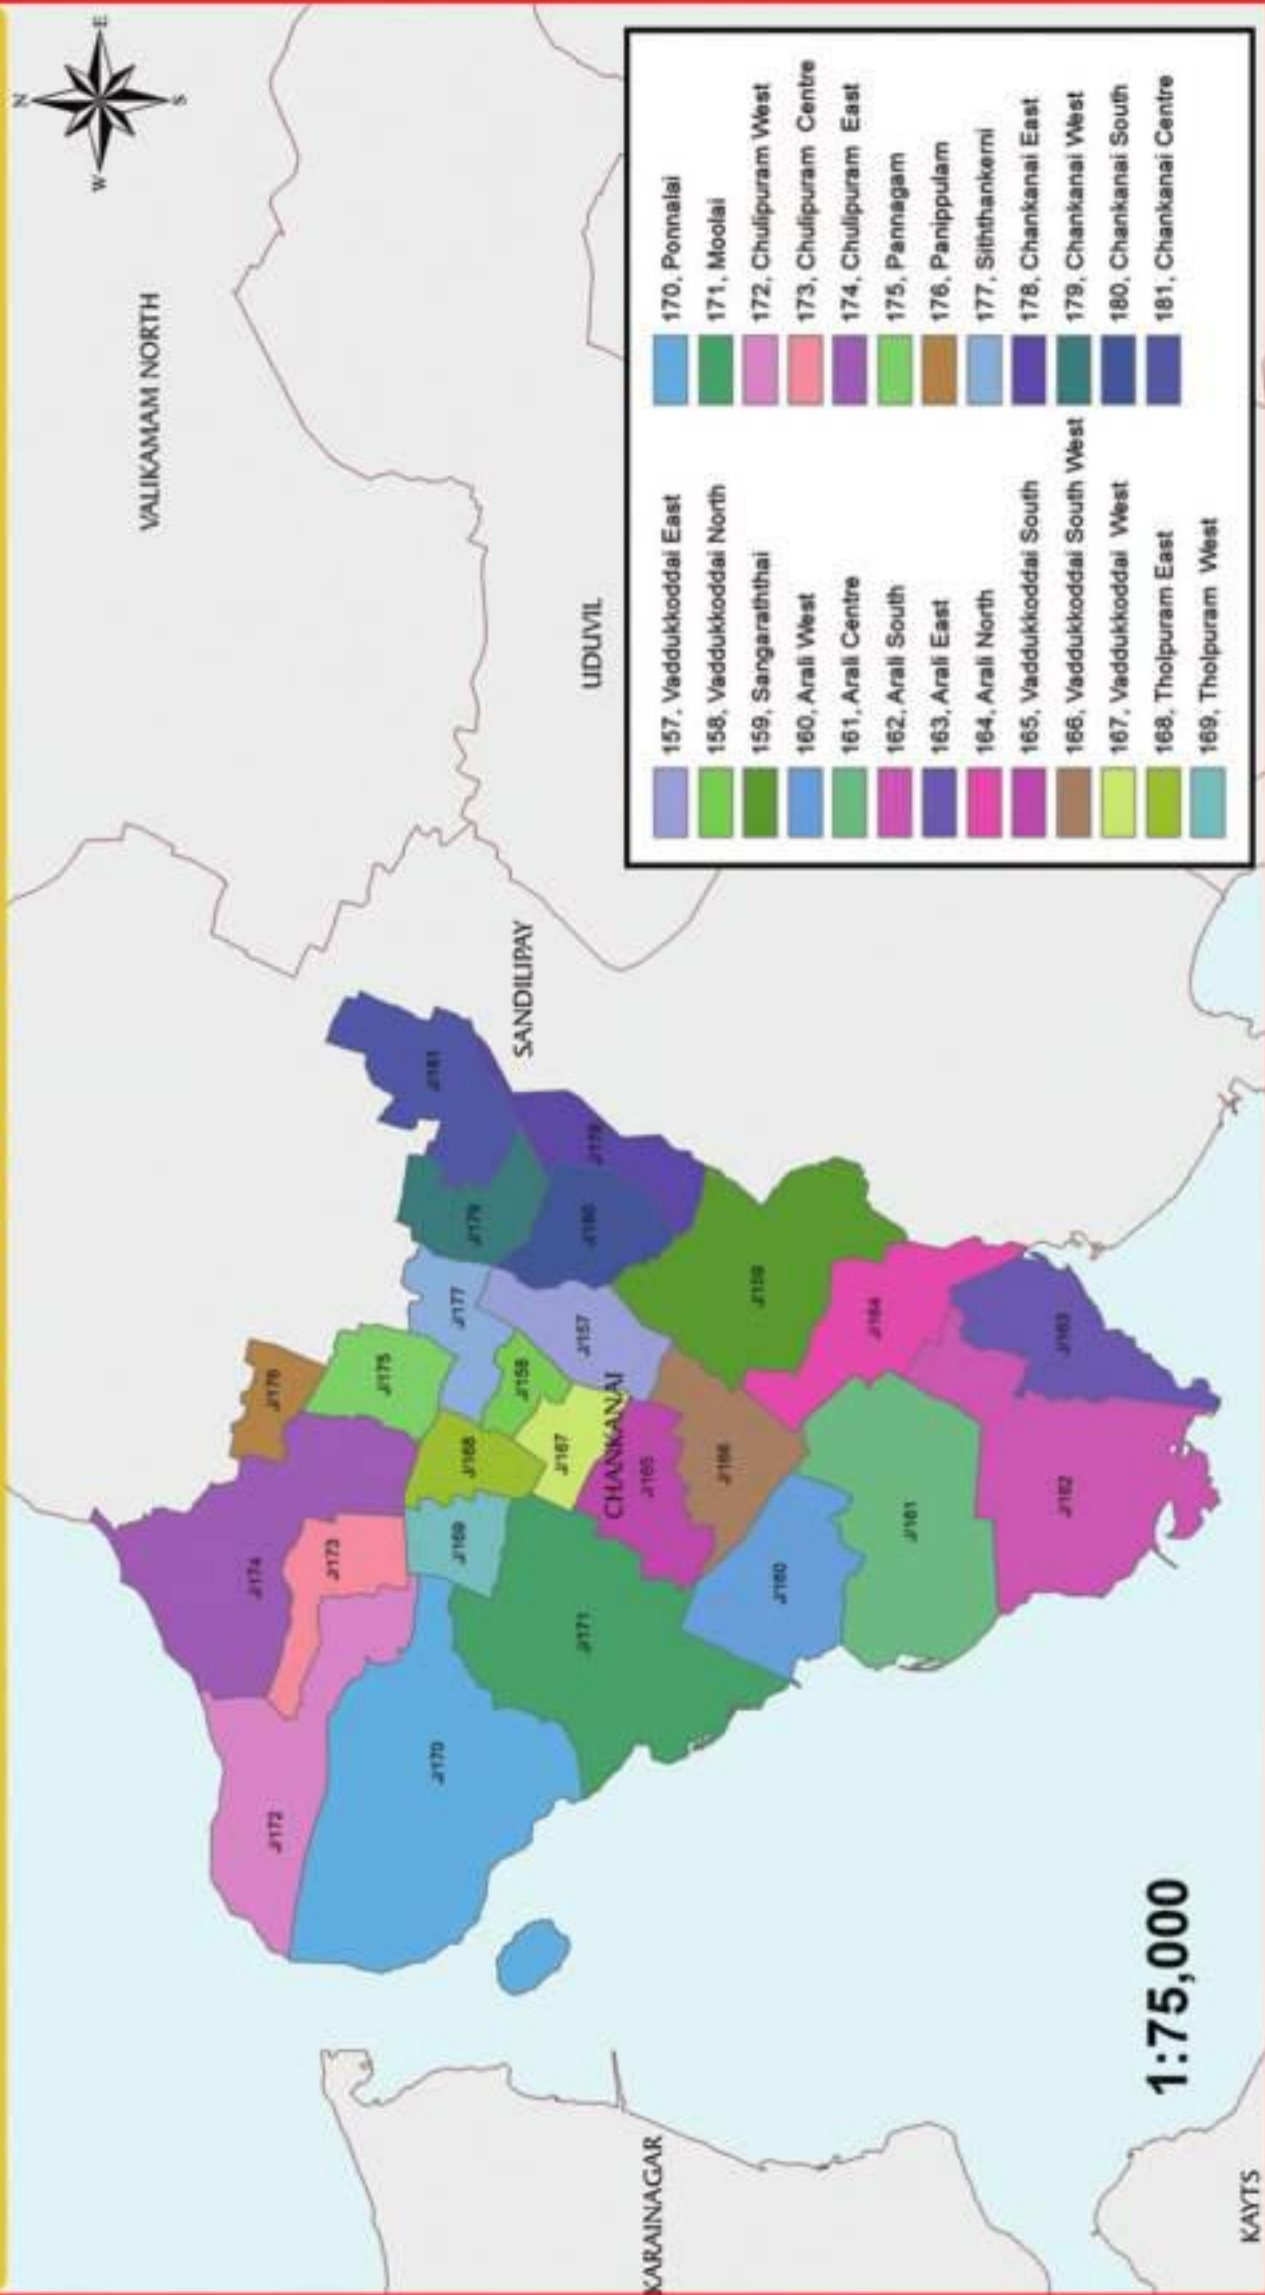 N
E
W
S
VALIKAMAM NORTH
UDUVIL
SANDILIPAY
CHANKANAI
KARAINAGAR
KAYTS
J/181
J/179
J/178
J/180
J/177
J/157
J/159
J/176
J/175
J/158
J/164
J/163
J/168
J/167
J/165
J/166
J/162
J/174
J/173
J/169
J/160
J/161
J/171
J/172
J/170
1:75,000
157, Vaddukkoddai East
158, Vaddukkoddai North
159, Sangaraththai
160, Arali West
161, Arali Centre
162, Arali South
163, Arali East
164, Arali North
165, Vaddukkoddai South
166, Vaddukkoddai South West
167, Vaddukkoddai West
168, Tholpuram East
169, Tholpuram West
170, Ponnalai
171, Moolai
172, Chulipuram West
173, Chulipuram Centre
174, Chulipuram East
175, Pannagam
176, Panippulam
177, Siththankerni
178, Chankanai East
179, Chankanai West
180, Chankanai South
181, Chankanai Centre